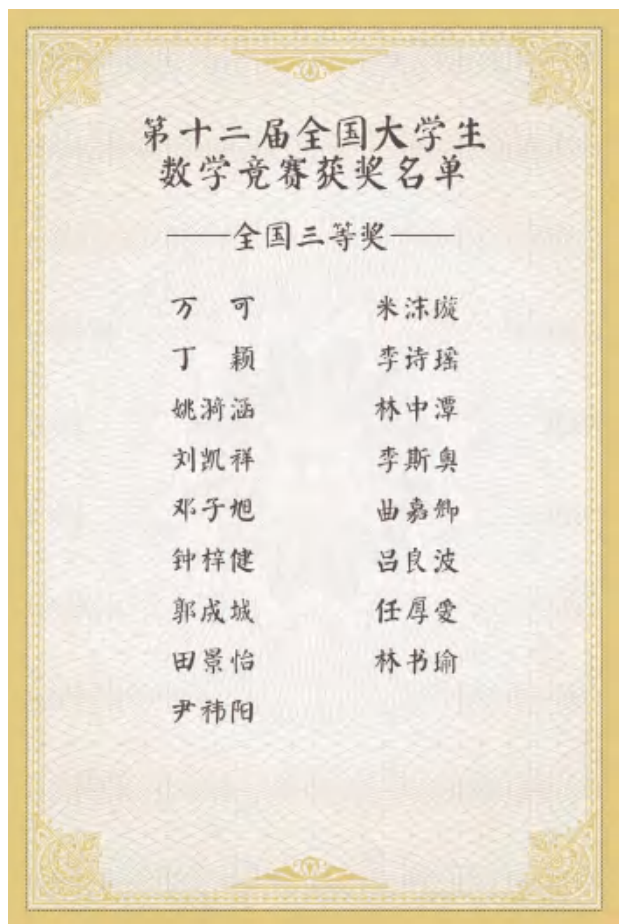 第十二届全国大学生
数学竞赛获奖名单
——全国三等奖——
万 可 米沫璇
丁 颖 李诗瑶
姚漪涵 林中潭
刘凯祥 李斯奥
邓子旭 曲嘉卿
钟梓健 吕良波
郭成城 任厚爱
田景怡 林书瑜
尹祎阳